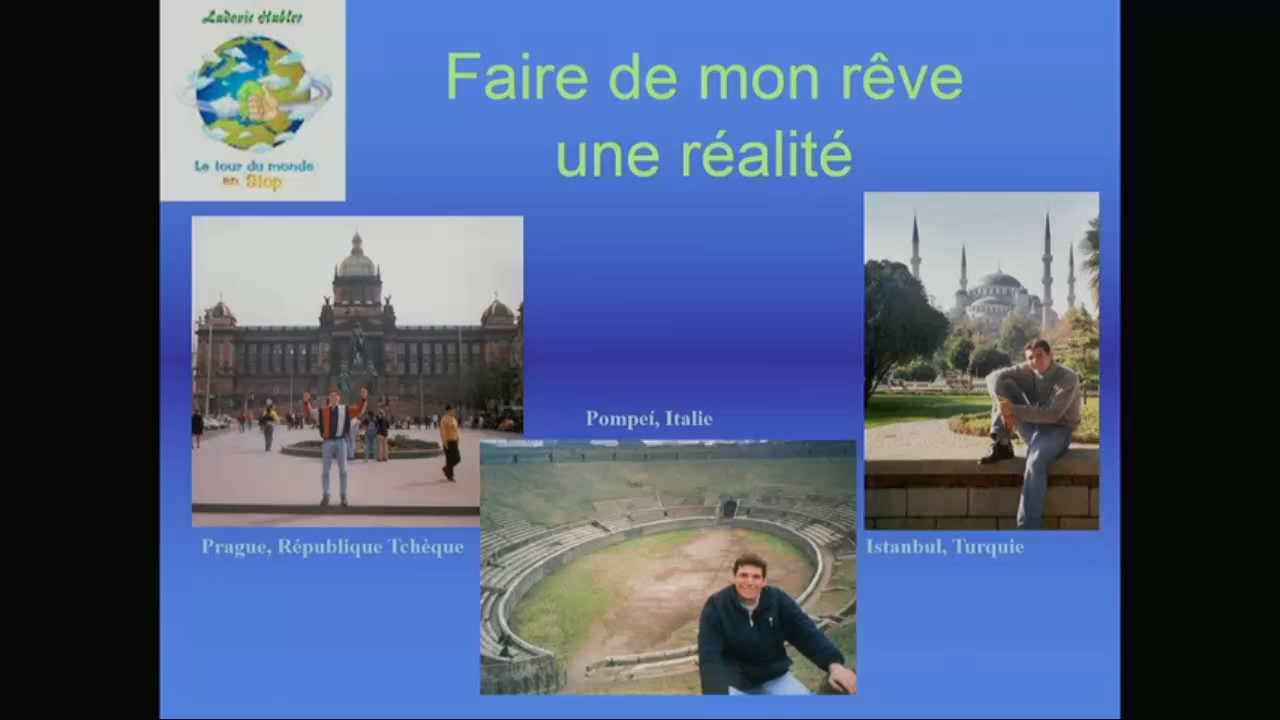 Ludovic Hubler
Le tour du monde
en Stop
Faire de mon rêve
une réalité
Pompeí, Italie
Prague, République Tchèque
Istanbul, Turquie